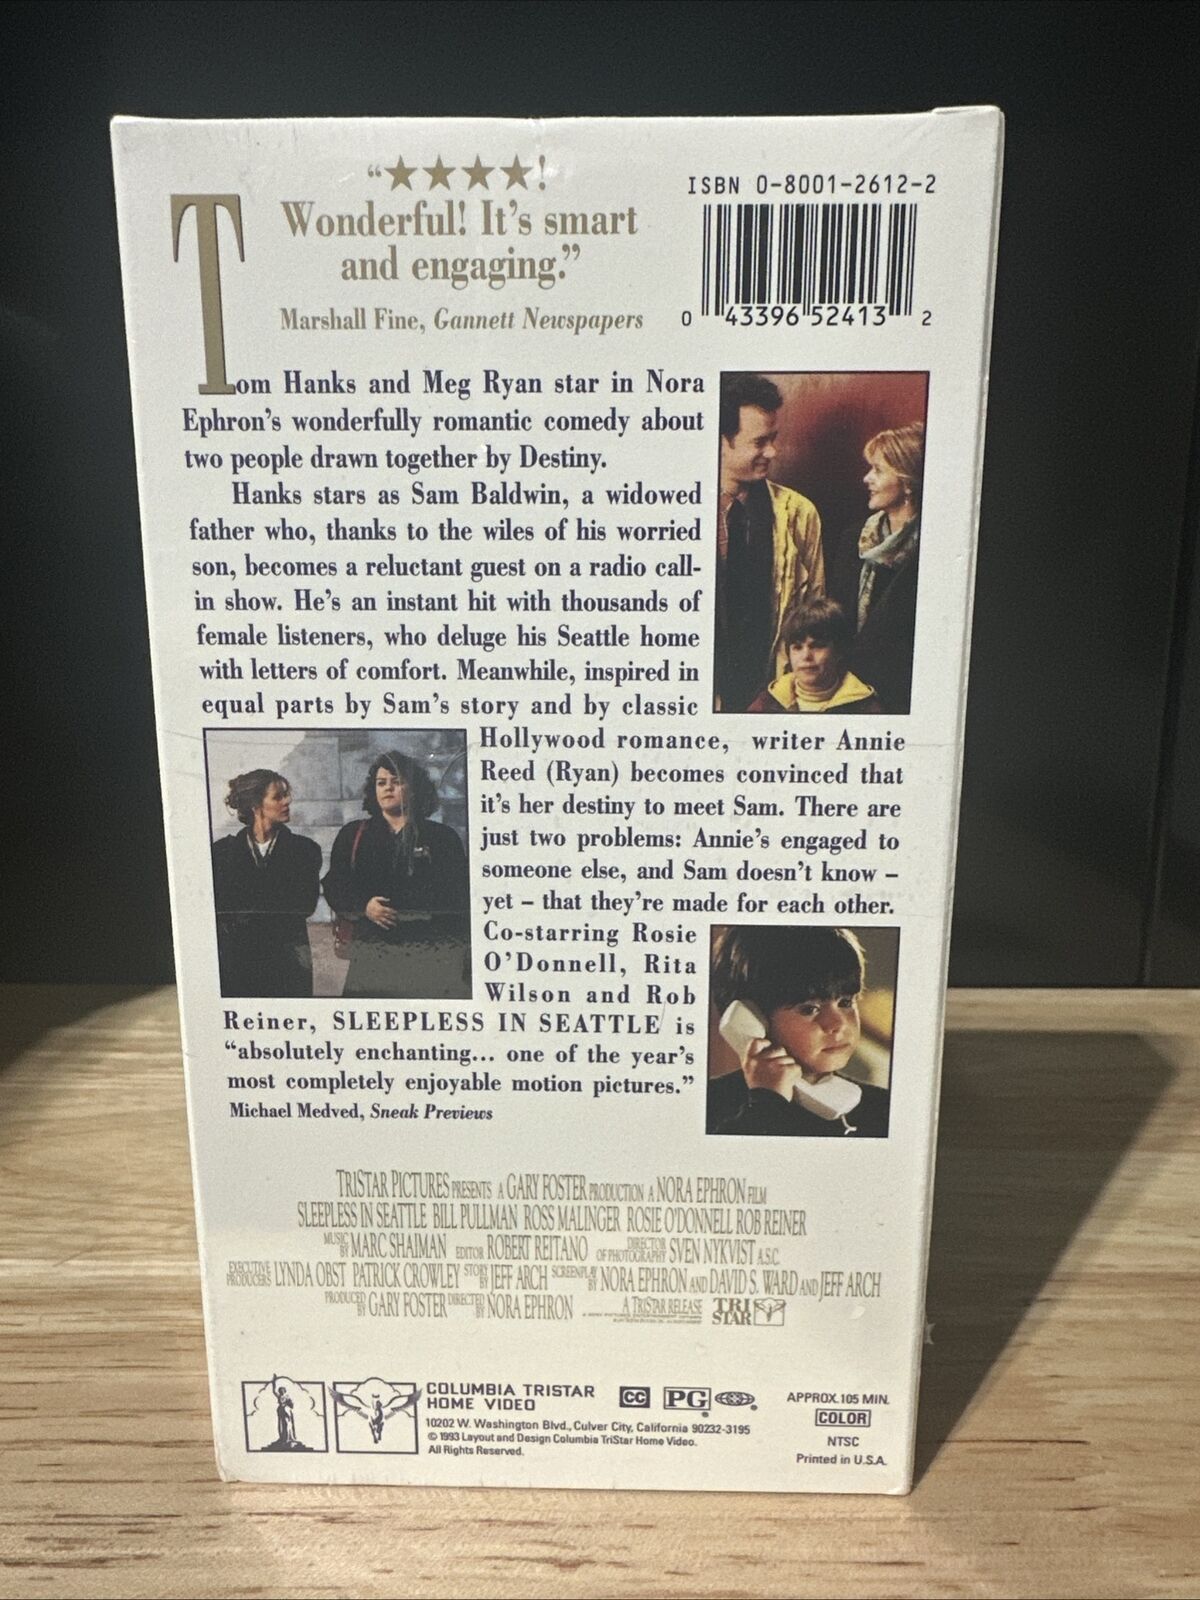 "★★★★!
Wonderful! It's smart
and engaging."
Marshall Fine, Gannett Newspapers
ISBN 0-8001-2612-2
0 43396 52413 2
Tom Hanks and Meg Ryan star in Nora
Ephron's wonderfully romantic comedy about
two people drawn together by Destiny.
Hanks stars as Sam Baldwin, a widowed
father who, thanks to the wiles of his worried
son, becomes a reluctant guest on a radio call-
in show. He's an instant hit with thousands of
female listeners, who deluge his Seattle home
with letters of comfort. Meanwhile, inspired in
equal parts by Sam's story and by classic
Hollywood romance, writer Annie
Reed (Ryan) becomes convinced that
it's her destiny to meet Sam. There are
just two problems: Annie's engaged to
someone else, and Sam doesn't know –
yet – that they're made for each other.
Co-starring Rosie
O'Donnell, Rita
Wilson and Rob
Reiner, SLEEPLESS IN SEATTLE is
"absolutely enchanting... one of the year's
most completely enjoyable motion pictures."
Michael Medved, Sneak Previews
TRISTAR PICTURES PRESENTS A GARY FOSTER PRODUCTION A NORA EPHRON FILM
SLEEPLESS IN SEATTLE BILL PULLMAN ROSS MALINGER ROSIE O'DONNELL ROB REINER
MUSIC BY MARC SHAIMAN EDITOR ROBERT REITANO DIRECTOR OF PHOTOGRAPHY SVEN NYKVIST A.S.C.
EXECUTIVE PRODUCERS LYNDA OBST PATRICK CROWLEY STORY BY JEFF ARCH SCREENPLAY BY NORA EPHRON AND DAVID S. WARD AND JEFF ARCH
PRODUCED BY GARY FOSTER DIRECTED BY NORA EPHRON A TRISTAR RELEASE TRI STAR
COLUMBIA TRISTAR
HOME VIDEO
10202 W. Washington Blvd., Culver City, California 90232-3195
© 1993 Layout and Design Columbia TriStar Home Video.
All Rights Reserved.
CC PG
APPROX. 105 MIN.
COLOR
NTSC
Printed in U.S.A.